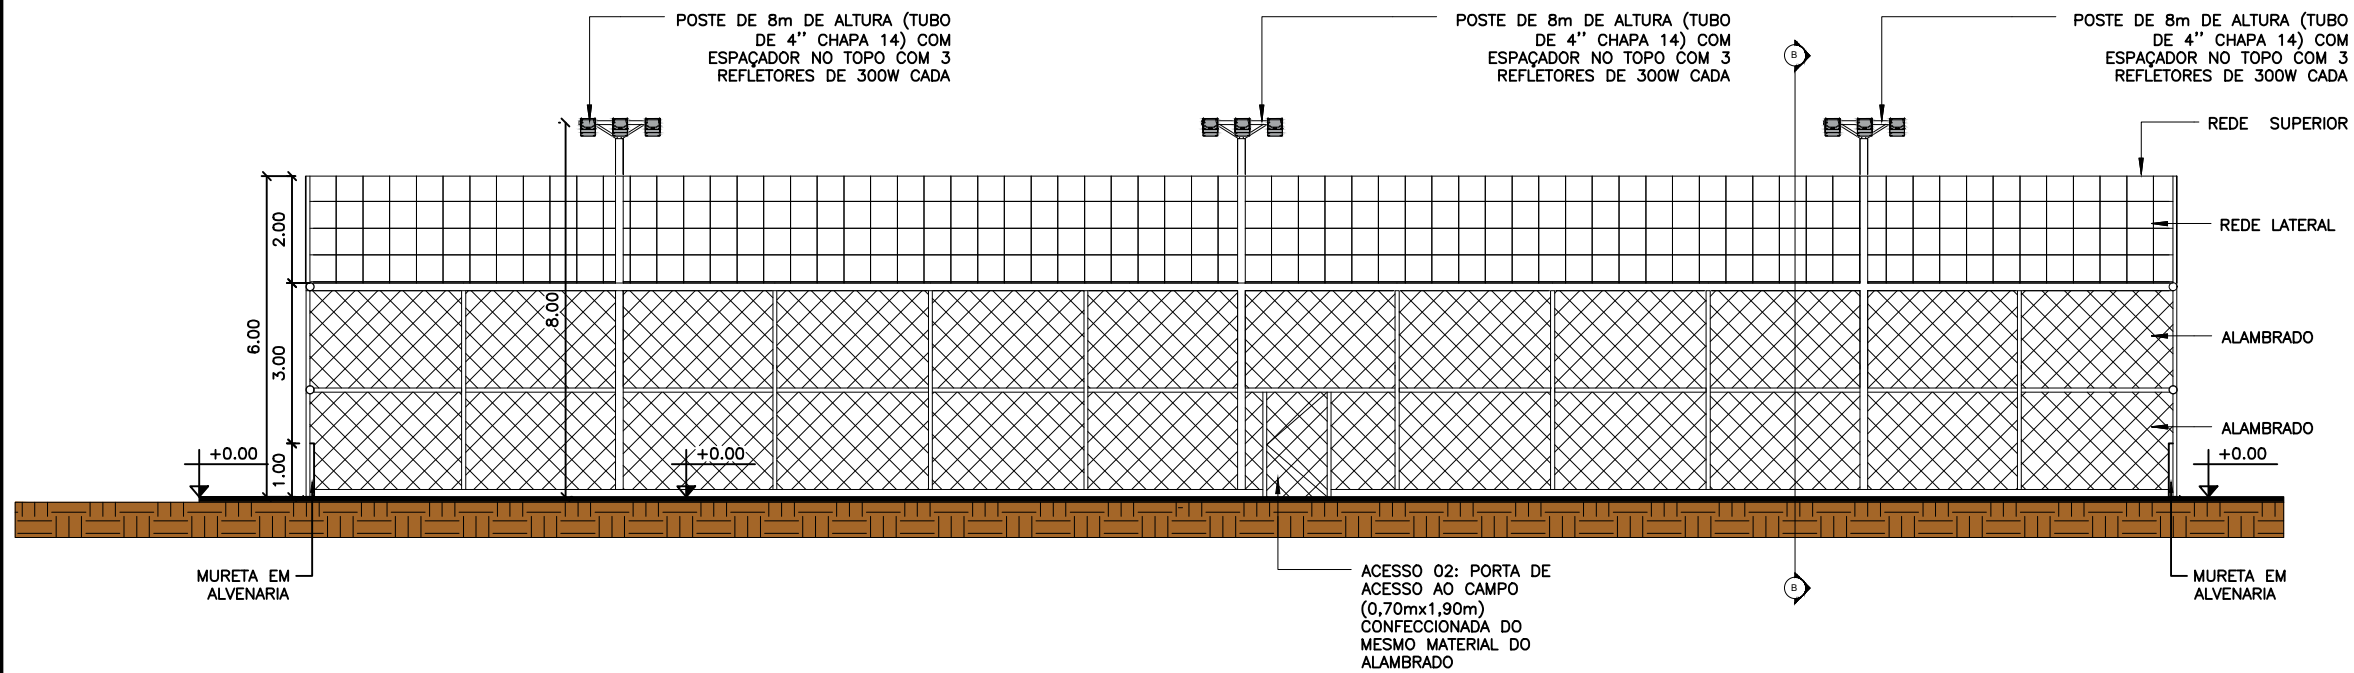 POSTE DE 8m DE ALTURA (TUBO
DE 4'' CHAPA 14) COM
ESPAÇADOR NO TOPO COM 3
REFLETORES DE 300W CADA
POSTE DE 8m DE ALTURA (TUBO
DE 4'' CHAPA 14) COM
ESPAÇADOR NO TOPO COM 3
REFLETORES DE 300W CADA
POSTE DE 8m DE ALTURA (TUBO
DE 4'' CHAPA 14) COM
ESPAÇADOR NO TOPO COM 3
REFLETORES DE 300W CADA
B
REDE SUPERIOR
REDE LATERAL
ALAMBRADO
ALAMBRADO
2.00
6.00
3.00
8.00
1.00
+0.00
+0.00
+0.00
MURETA EM
ALVENARIA
ACESSO 02: PORTA DE
ACESSO AO CAMPO
(0,70mx1,90m)
CONFECCIONADA DO
MESMO MATERIAL DO
ALAMBRADO
B
MURETA EM
ALVENARIA